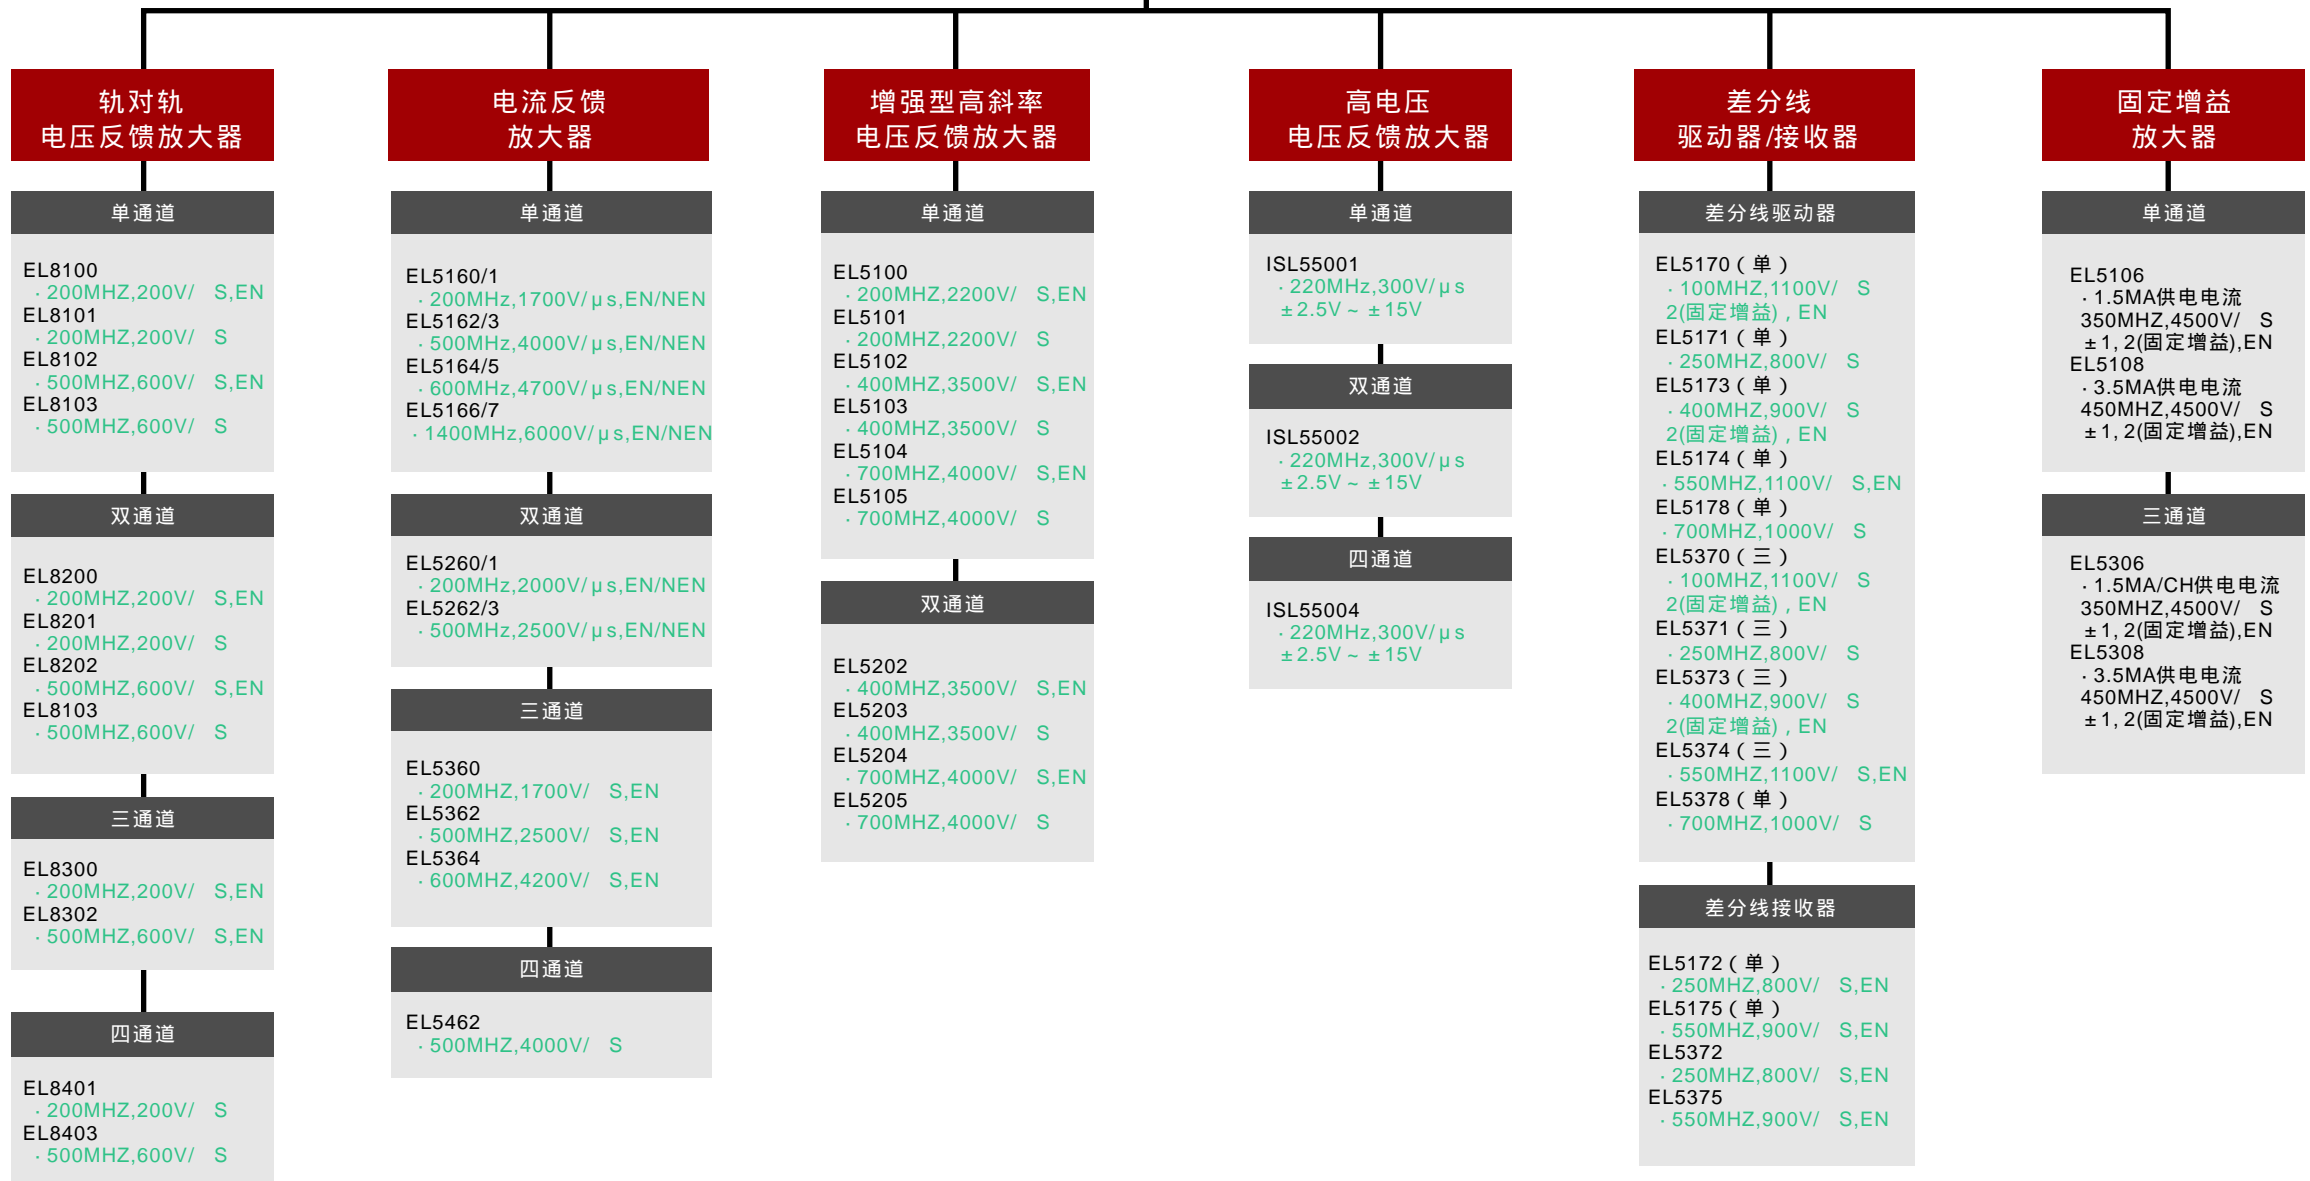 轨对轨
电压反馈放大器
单通道
EL8100
· 200MHZ,200V/ S,EN
EL8101
· 200MHZ,200V/ S
EL8102
· 500MHZ,600V/ S,EN
EL8103
· 500MHZ,600V/ S
双通道
EL8200
· 200MHZ,200V/ S,EN
EL8201
· 200MHZ,200V/ S
EL8202
· 500MHZ,600V/ S,EN
EL8103
· 500MHZ,600V/ S
三通道
EL8300
· 200MHZ,200V/ S,EN
EL8302
· 500MHZ,600V/ S,EN
四通道
EL8401
· 200MHZ,200V/ S
EL8403
· 500MHZ,600V/ S
电流反馈
放大器
单通道
EL5160/1
· 200MHz,1700V/μs,EN/NEN
EL5162/3
· 500MHz,4000V/μs,EN/NEN
EL5164/5
· 600MHz,4700V/μs,EN/NEN
EL5166/7
· 1400MHz,6000V/μs,EN/NEN
双通道
EL5260/1
· 200MHz,2000V/μs,EN/NEN
EL5262/3
· 500MHz,2500V/μs,EN/NEN
三通道
EL5360
· 200MHZ,1700V/ S,EN
EL5362
· 500MHZ,2500V/ S,EN
EL5364
· 600MHZ,4200V/ S,EN
四通道
EL5462
· 500MHZ,4000V/ S
增强型高斜率
电压反馈放大器
单通道
EL5100
· 200MHZ,2200V/ S,EN
EL5101
· 200MHZ,2200V/ S
EL5102
· 400MHZ,3500V/ S,EN
EL5103
· 400MHZ,3500V/ S
EL5104
· 700MHZ,4000V/ S,EN
EL5105
· 700MHZ,4000V/ S
双通道
EL5202
· 400MHZ,3500V/ S,EN
EL5203
· 400MHZ,3500V/ S
EL5204
· 700MHZ,4000V/ S,EN
EL5205
· 700MHZ,4000V/ S
高电压
电压反馈放大器
单通道
ISL55001
· 220MHz,300V/μs
±2.5V ~ ±15V
双通道
ISL55002
· 220MHz,300V/μs
±2.5V ~ ±15V
四通道
ISL55004
· 220MHz,300V/μs
±2.5V ~ ±15V
差分线
驱动器/接收器
差分线驱动器
EL5170（单）
· 100MHZ,1100V/ S
2(固定增益)，EN
EL5171（单）
· 250MHZ,800V/ S
EL5173（单）
· 400MHZ,900V/ S
2(固定增益)，EN
EL5174（单）
· 550MHZ,1100V/ S,EN
EL5178（单）
· 700MHZ,1000V/ S
EL5370（三）
· 100MHZ,1100V/ S
2(固定增益)，EN
EL5371（三）
· 250MHZ,800V/ S
EL5373（三）
· 400MHZ,900V/ S
2(固定增益)，EN
EL5374（三）
· 550MHZ,1100V/ S,EN
EL5378（单）
· 700MHZ,1000V/ S
差分线接收器
EL5172（单）
· 250MHZ,800V/ S,EN
EL5175（单）
· 550MHZ,900V/ S,EN
EL5372
· 250MHZ,800V/ S,EN
EL5375
· 550MHZ,900V/ S,EN
固定增益
放大器
单通道
EL5106
· 1.5MA供电电流
350MHZ,4500V/ S
±1, 2(固定增益),EN
EL5108
· 3.5MA供电电流
450MHZ,4500V/ S
±1, 2(固定增益),EN
三通道
EL5306
· 1.5MA/CH供电电流
350MHZ,4500V/ S
±1, 2(固定增益),EN
EL5308
· 3.5MA供电电流
450MHZ,4500V/ S
±1, 2(固定增益),EN